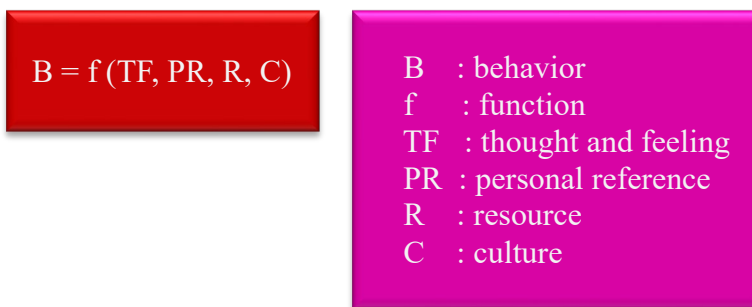 B = f (TF, PR, R, C)
B : behavior
f : function
TF : thought and feeling
PR : personal reference
R : resource
C : culture